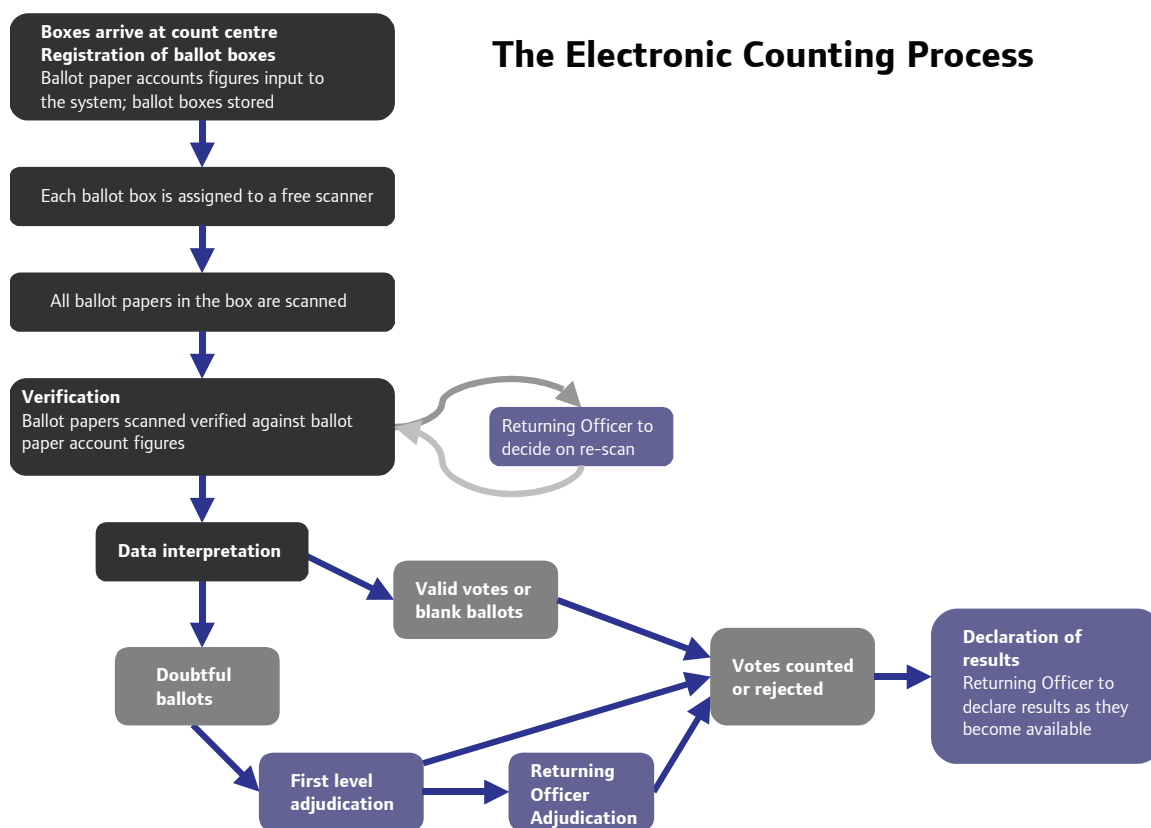 The Electronic Counting Process
Boxes arrive at count centre
Registration of ballot boxes
Ballot paper accounts figures input to
the system; ballot boxes stored
Each ballot box is assigned to a free scanner
All ballot papers in the box are scanned
Verification
Ballot papers scanned verified against ballot
paper account figures
Returning Officer to
decide on re-scan
Data interpretation
Valid votes or
blank ballots
Doubtful
ballots
First level
adjudication
Returning
Officer
Adjudication
Votes counted
or rejected
Declaration of
results
Returning Officer to
declare results as they
become available